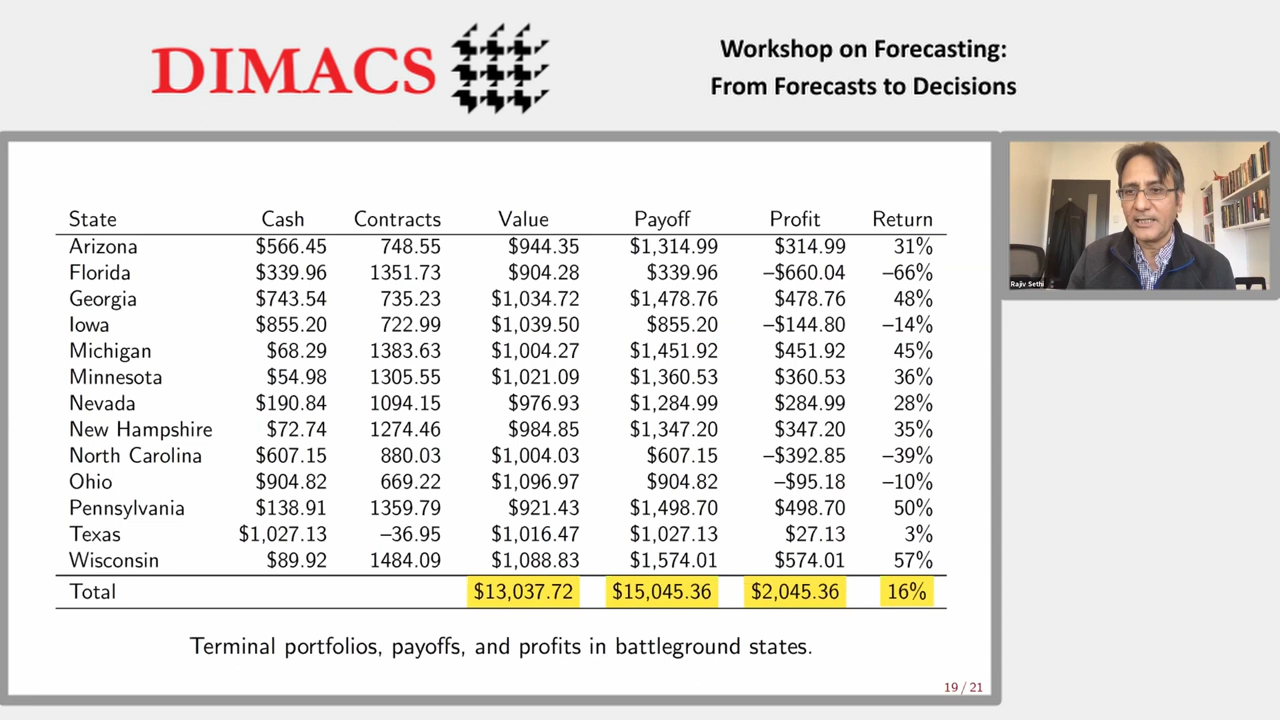 DIMACS
Workshop on Forecasting:
From Forecasts to Decisions
State Cash Contracts Value Payoff Profit Return
Arizona $566.45 748.55 $944.35 $1,314.99 $314.99 31%
Florida $339.96 1351.73 $904.28 $339.96 –$660.04 –66%
Georgia $743.54 735.23 $1,034.72 $1,478.76 $478.76 48%
Iowa $855.20 722.99 $1,039.50 $855.20 –$144.80 –14%
Michigan $68.29 1383.63 $1,004.27 $1,451.92 $451.92 45%
Minnesota $54.98 1305.55 $1,021.09 $1,360.53 $360.53 36%
Nevada $190.84 1094.15 $976.93 $1,284.99 $284.99 28%
New Hampshire $72.74 1274.46 $984.85 $1,347.20 $347.20 35%
North Carolina $607.15 880.03 $1,004.03 $607.15 –$392.85 –39%
Ohio $904.82 669.22 $1,096.97 $904.82 –$95.18 –10%
Pennsylvania $138.91 1359.79 $921.43 $1,498.70 $498.70 50%
Texas $1,027.13 –36.95 $1,016.47 $1,027.13 $27.13 3%
Wisconsin $89.92 1484.09 $1,088.83 $1,574.01 $574.01 57%
Total $13,037.72 $15,045.36 $2,045.36 16%
Terminal portfolios, payoffs, and profits in battleground states.
19 / 21
Rajiv Sethi